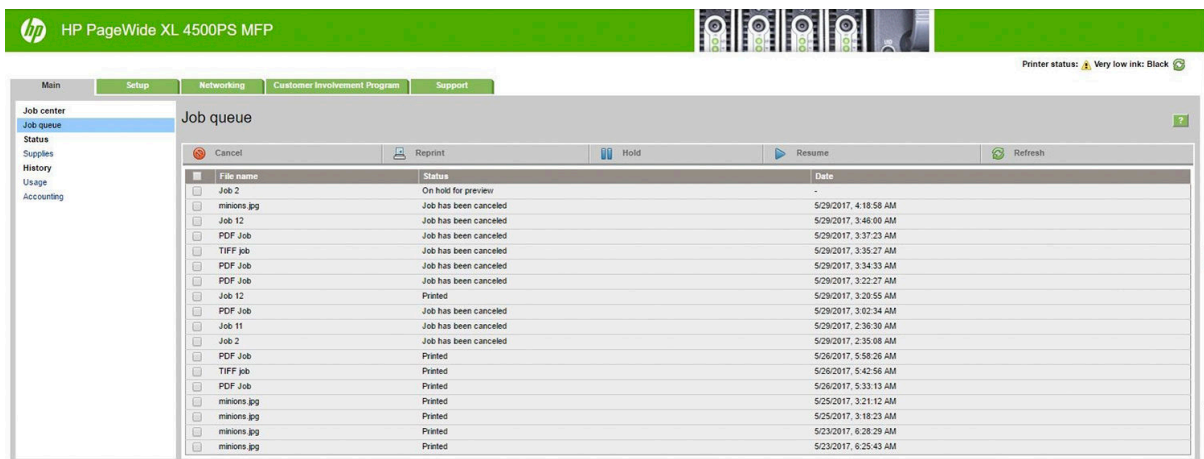 hp HP PageWide XL 4500PS MFP
Printer status: Very low ink: Black
Main Setup Networking Customer Involvement Program Support
Job center
Job queue
Status
Supplies
History
Usage
Accounting
Job queue ?
Cancel Reprint Hold Resume Refresh
File name Status Date
Job 2 On hold for preview -
minions.jpg Job has been canceled 5/29/2017, 4:18:58 AM
Job 12 Job has been canceled 5/29/2017, 3:46:00 AM
PDF Job Job has been canceled 5/29/2017, 3:37:23 AM
TIFF job Job has been canceled 5/29/2017, 3:35:27 AM
PDF Job Job has been canceled 5/29/2017, 3:34:33 AM
PDF Job Job has been canceled 5/29/2017, 3:22:27 AM
Job 12 Printed 5/29/2017, 3:20:55 AM
PDF Job Job has been canceled 5/29/2017, 3:02:34 AM
Job 11 Job has been canceled 5/29/2017, 2:36:30 AM
Job 2 Job has been canceled 5/29/2017, 2:35:08 AM
PDF Job Printed 5/26/2017, 5:58:26 AM
TIFF job Printed 5/26/2017, 5:42:56 AM
PDF Job Printed 5/26/2017, 5:33:13 AM
minions.jpg Printed 5/25/2017, 3:21:12 AM
minions.jpg Printed 5/25/2017, 3:18:23 AM
minions.jpg Printed 5/23/2017, 6:28:29 AM
minions.jpg Printed 5/23/2017, 6:25:43 AM